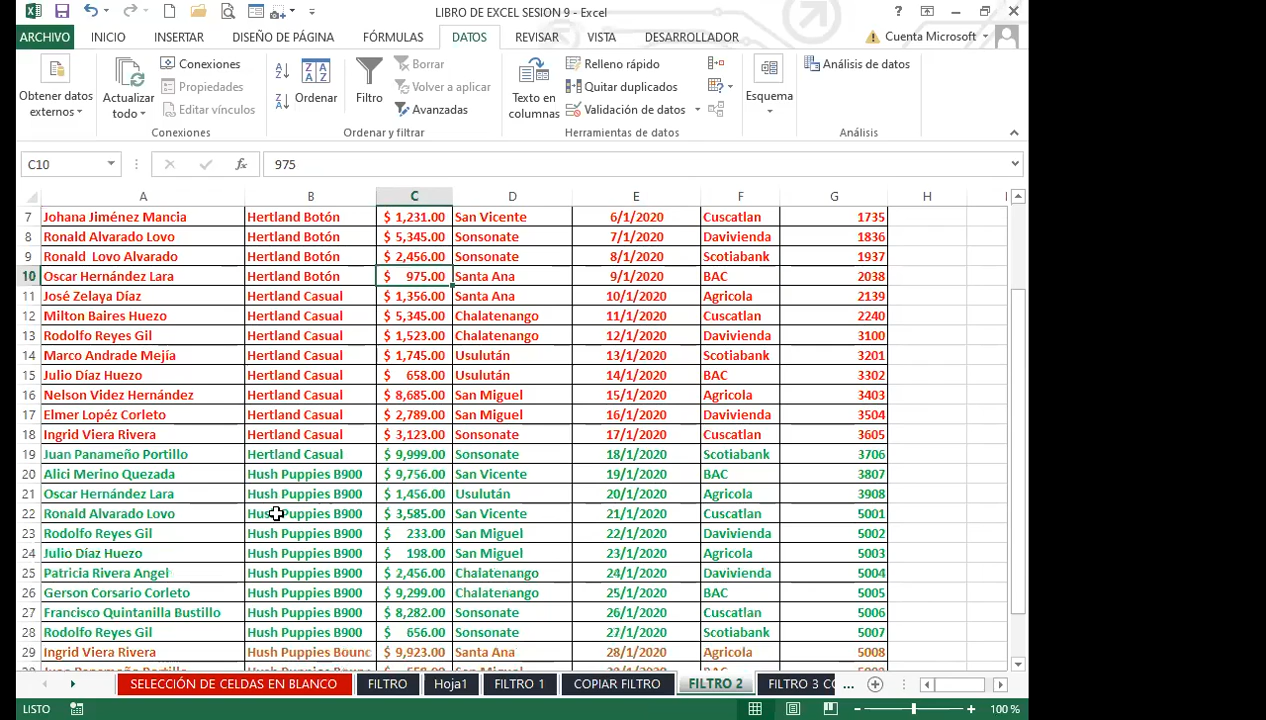 LIBRO DE EXCEL SESION 9 - Excel
ARCHIVO INICIO INSERTAR DISEÑO DE PÁGINA FÓRMULAS DATOS REVISAR VISTA DESARROLLADOR Cuenta Microsoft
Obtener datos externos
Actualizar todo
Conexiones
Propiedades
Editar vínculos
Conexiones
Ordenar
Filtro
Borrar
Volver a aplicar
Avanzadas
Ordenar y filtrar
Texto en columnas
Relleno rápido
Quitar duplicados
Validación de datos
Herramientas de datos
Esquema
Análisis de datos
Análisis
C10 fx 975
A B C D E F G H I
7 Johana Jiménez Mancia Hertland Botón $ 1,231.00 San Vicente 6/1/2020 Cuscatlan 1735
8 Ronald Alvarado Lovo Hertland Botón $ 5,345.00 Sonsonate 7/1/2020 Davivienda 1836
9 Ronald Lovo Alvarado Hertland Botón $ 2,456.00 Sonsonate 8/1/2020 Scotiabank 1937
10 Oscar Hernández Lara Hertland Botón $ 975.00 Santa Ana 9/1/2020 BAC 2038
11 José Zelaya Díaz Hertland Casual $ 1,356.00 Santa Ana 10/1/2020 Agricola 2139
12 Milton Baires Huezo Hertland Casual $ 5,345.00 Chalatenango 11/1/2020 Cuscatlan 2240
13 Rodolfo Reyes Gil Hertland Casual $ 1,523.00 Chalatenango 12/1/2020 Davivienda 3100
14 Marco Andrade Mejía Hertland Casual $ 1,745.00 Usulután 13/1/2020 Scotiabank 3201
15 Julio Díaz Huezo Hertland Casual $ 658.00 Usulután 14/1/2020 BAC 3302
16 Nelson Videz Hernández Hertland Casual $ 8,685.00 San Miguel 15/1/2020 Agricola 3403
17 Elmer Lopéz Corleto Hertland Casual $ 2,789.00 San Miguel 16/1/2020 Davivienda 3504
18 Ingrid Viera Rivera Hertland Casual $ 3,123.00 Sonsonate 17/1/2020 Cuscatlan 3605
19 Juan Panameño Portillo Hertland Casual $ 9,999.00 Sonsonate 18/1/2020 Scotiabank 3706
20 Alici Merino Quezada Hush Puppies B900 $ 9,756.00 San Vicente 19/1/2020 BAC 3807
21 Oscar Hernández Lara Hush Puppies B900 $ 1,456.00 Usulután 20/1/2020 Agricola 3908
22 Ronald Alvarado Lovo Hush Puppies B900 $ 3,585.00 San Vicente 21/1/2020 Cuscatlan 5001
23 Rodolfo Reyes Gil Hush Puppies B900 $ 233.00 San Miguel 22/1/2020 Davivienda 5002
24 Julio Díaz Huezo Hush Puppies B900 $ 198.00 San Miguel 23/1/2020 Agricola 5003
25 Patricia Rivera Angel Hush Puppies B900 $ 2,456.00 Chalatenango 24/1/2020 Davivienda 5004
26 Gerson Corsario Corleto Hush Puppies B900 $ 9,299.00 Chalatenango 25/1/2020 BAC 5005
27 Francisco Quintanilla Bustillo Hush Puppies B900 $ 8,282.00 Sonsonate 26/1/2020 Cuscatlan 5006
28 Rodolfo Reyes Gil Hush Puppies B900 $ 656.00 Sonsonate 27/1/2020 Scotiabank 5007
29 Ingrid Viera Rivera Hush Puppies Bounc $ 9,923.00 Santa Ana 28/1/2020 Agricola 5008
SELECCIÓN DE CELDAS EN BLANCO FILTRO Hoja1 FILTRO 1 COPIAR FILTRO FILTRO 2 FILTRO 3 CO ...
LISTO 100 %